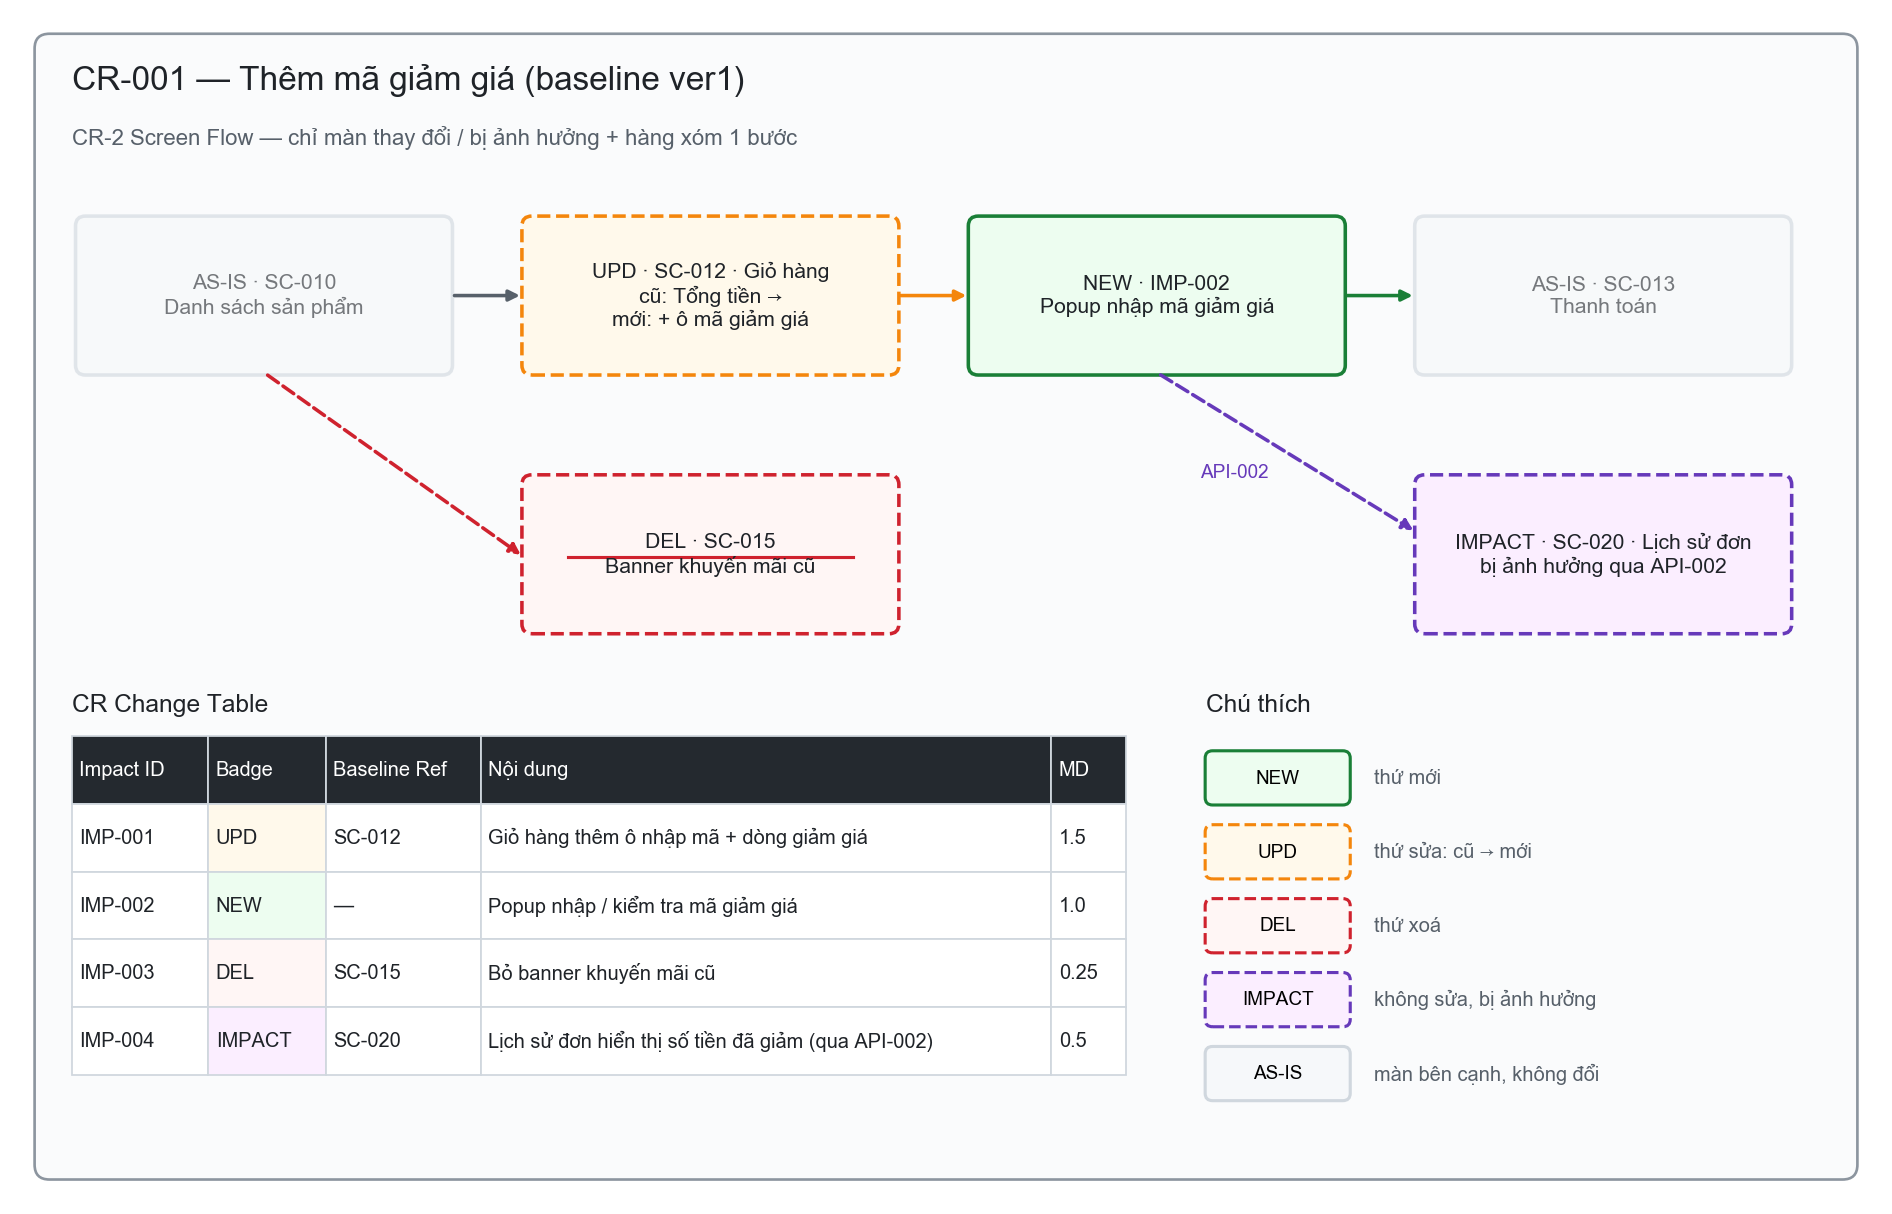 CR-001 — Thêm mã giảm giá (baseline ver1)
CR-2 Screen Flow — chỉ màn thay đổi / bị ảnh hưởng + hàng xóm 1 bước
AS-IS · SC-010
Danh sách sản phẩm
UPD · SC-012 · Giỏ hàng
cũ: Tổng tiền →
mới: + ô mã giảm giá
NEW · IMP-002
Popup nhập mã giảm giá
AS-IS · SC-013
Thanh toán
API-002
DEL · SC-015
Banner khuyến mãi cũ
IMPACT · SC-020 · Lịch sử đơn
bị ảnh hưởng qua API-002
CR Change Table
Impact ID Badge Baseline Ref Nội dung MD
IMP-001 UPD SC-012 Giỏ hàng thêm ô nhập mã + dòng giảm giá 1.5
IMP-002 NEW — Popup nhập / kiểm tra mã giảm giá 1.0
IMP-003 DEL SC-015 Bỏ banner khuyến mãi cũ 0.25
IMP-004 IMPACT SC-020 Lịch sử đơn hiển thị số tiền đã giảm (qua API-002) 0.5
Chú thích
NEW thứ mới
UPD thứ sửa: cũ → mới
DEL thứ xoá
IMPACT không sửa, bị ảnh hưởng
AS-IS màn bên cạnh, không đổi